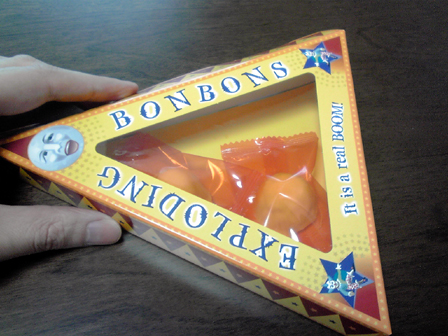 EXPLODING
BONBONS
It is a real BOOM!